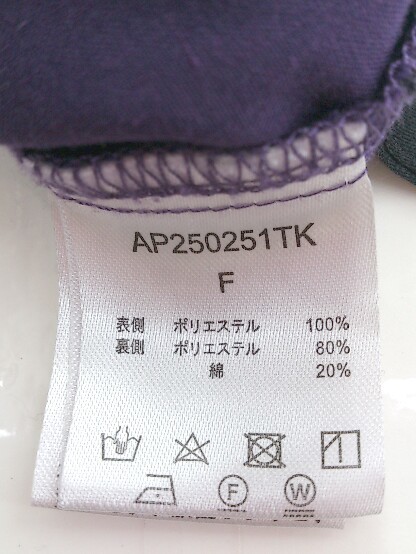 AP250251TK
F
表側 ポリエステル 100%
裏側 ポリエステル 80%
綿 20%
F W